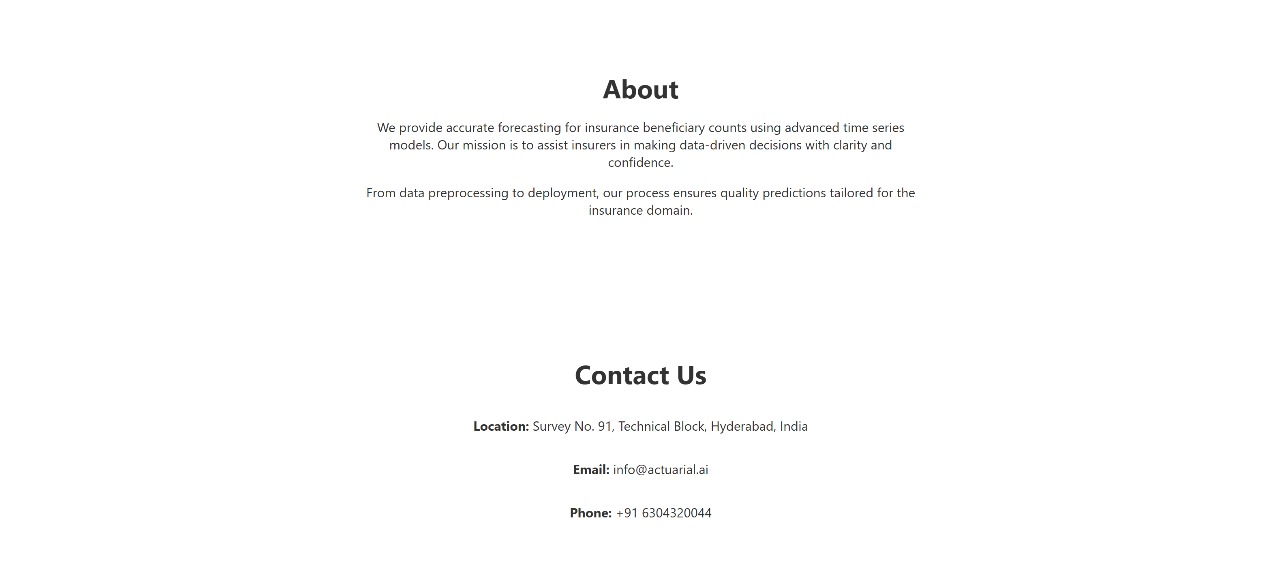 About
We provide accurate forecasting for insurance beneficiary counts using advanced time series
models. Our mission is to assist insurers in making data-driven decisions with clarity and
confidence.
From data preprocessing to deployment, our process ensures quality predictions tailored for the
insurance domain.
Contact Us
Location: Survey No. 91, Technical Block, Hyderabad, India
Email: info@actuarial.ai
Phone: +91 6304320044